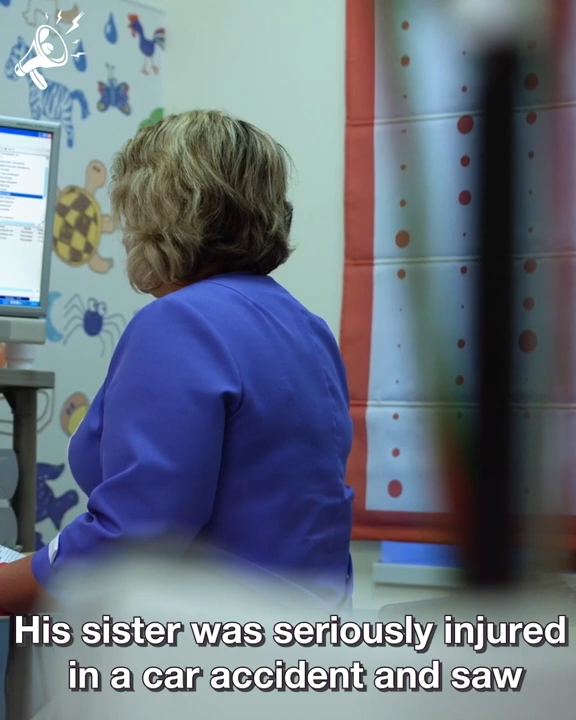 His sister was seriously injured
in a car accident and saw